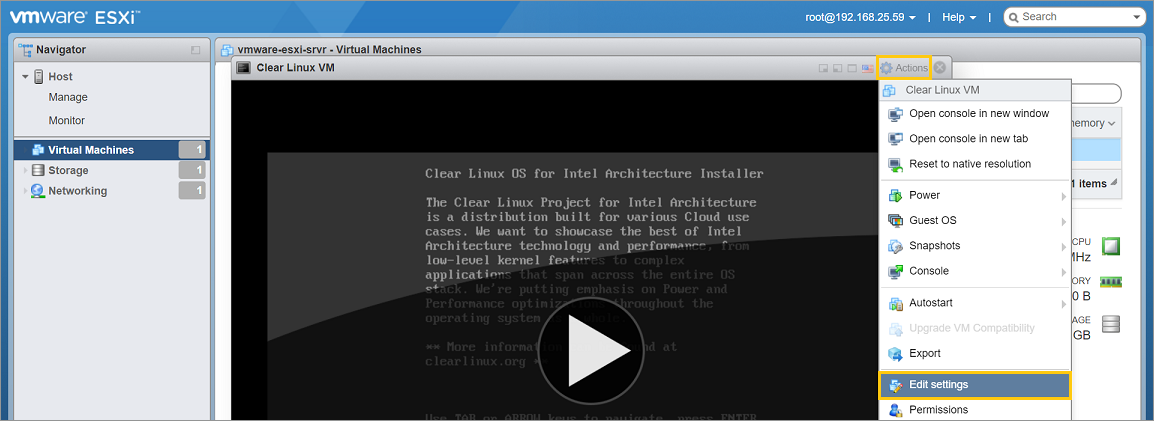 vmware ESXi™
root@192.168.25.59
Help
Search
Navigator
Host
Manage
Monitor
Virtual Machines 1
Storage 1
Networking 1
vmware-esxi-srvr - Virtual Machines
Clear Linux VM
Actions
Clear Linux OS for Intel Architecture Installer
The Clear Linux Project for Intel Architecture
is a distribution built for various Cloud use
cases. We want to showcase the best of Intel
Architecture technology and performance, from
low-level kernel features to complex
applications that span across the entire OS
stack. We're putting emphasis on Power and
Performance optimiz throughout the
operating system
** More information nd at
clearlinux.org **
Use TAB or ARROW keys to navigate, press ENTER
Clear Linux VM
Open console in new window
Open console in new tab
Reset to native resolution
Power
Guest OS
Snapshots
Console
Autostart
Upgrade VM Compatibility
Export
Edit settings
Permissions
emory
1 items
CPU
MHz
ORY
0 B
AGE
GB